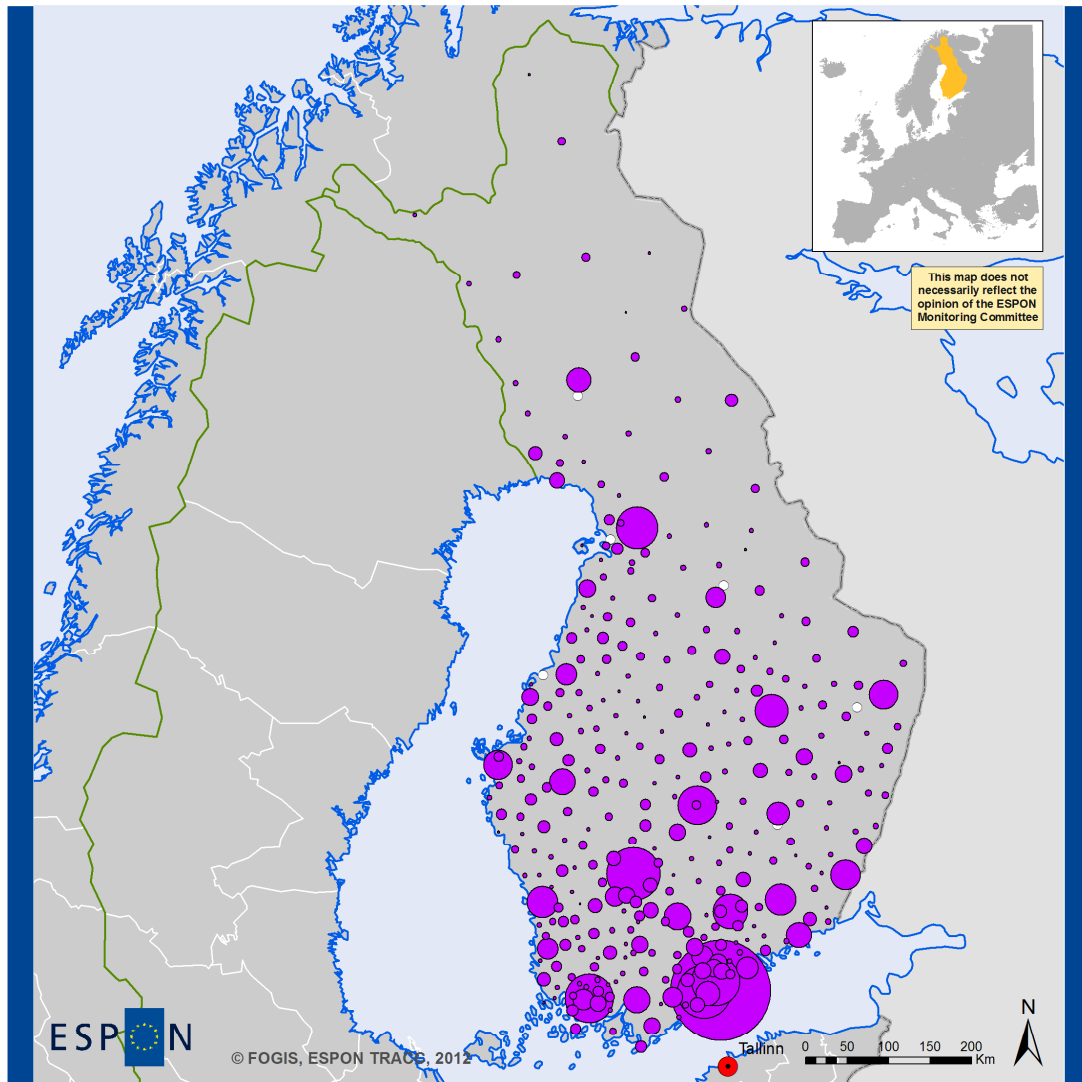 This map does not
necessarily reflect the
opinion of the ESPON
Monitoring Committee
N
Tallinn
0 50 100 150 200
Km
ESPON
© FOGIS, ESPON TRACC, 2012